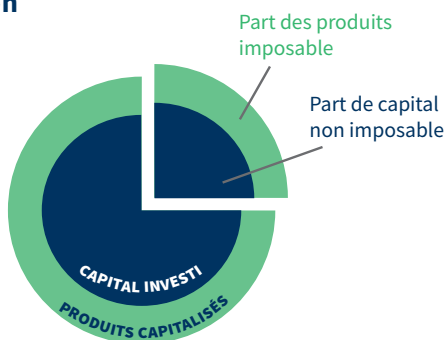 n
Part des produits
imposable
Part de capital
non imposable
CAPITAL INVESTI
PRODUITS CAPITALISÉS